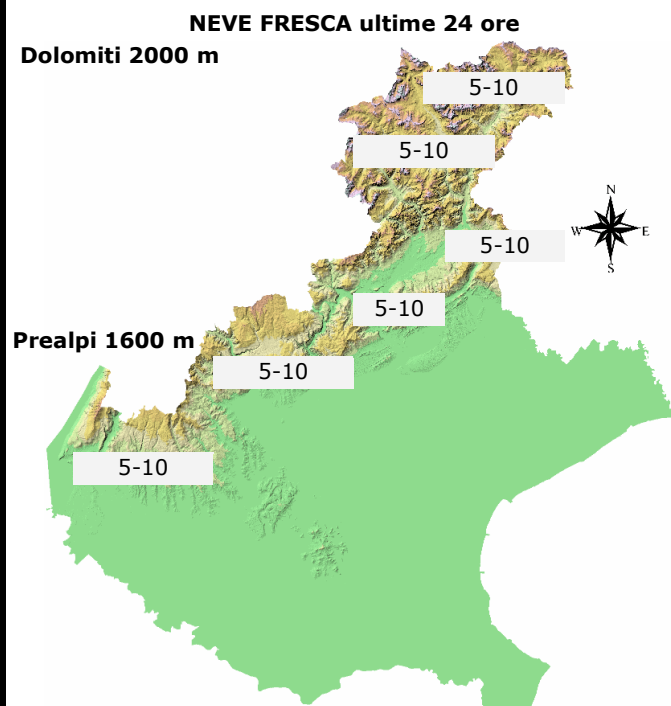 NEVE FRESCA ultime 24 ore
Dolomiti 2000 m
5-10
5-10
N
W E
S
5-10
5-10
Prealpi 1600 m
5-10
5-10